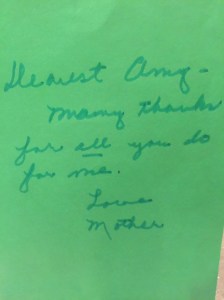 Dearest Amy -
Many thanks
for all you do
for me.
Love
Mother